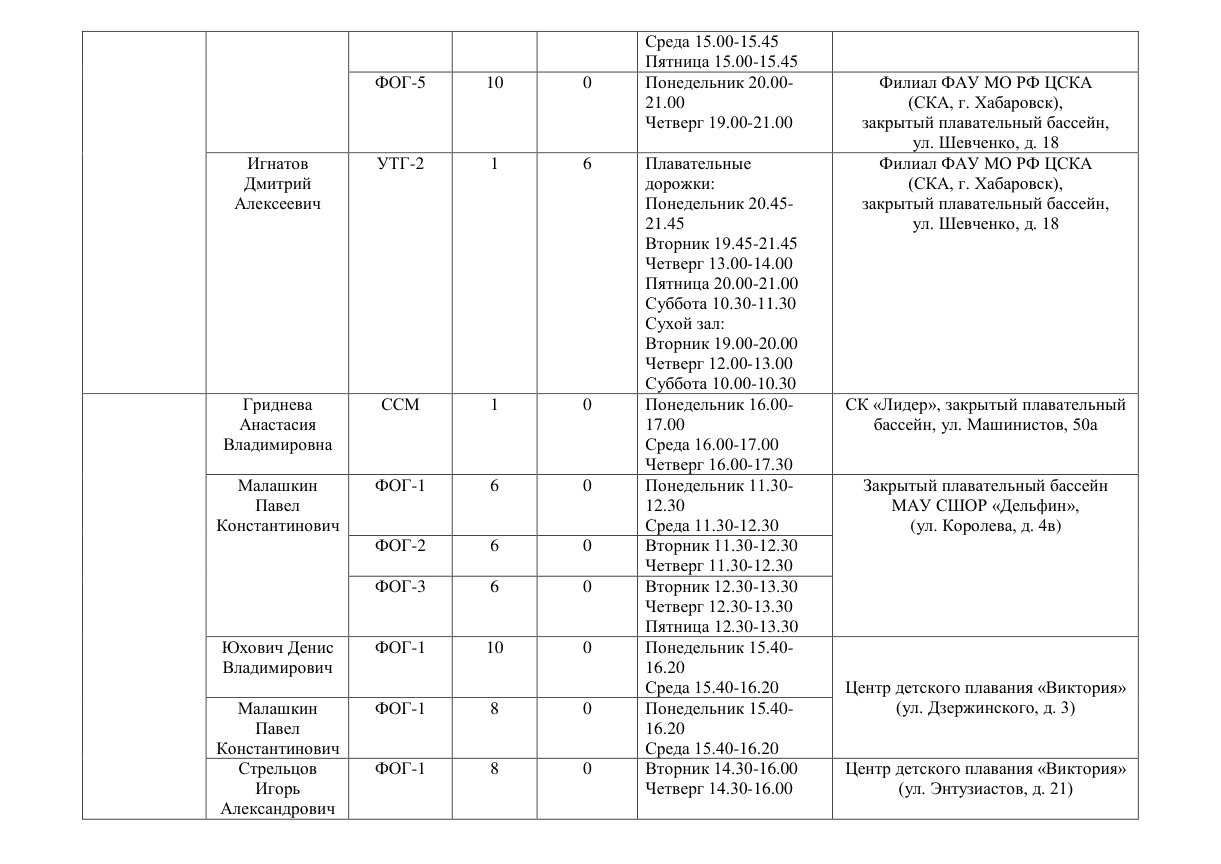 Среда 15.00-15.45
Пятница 15.00-15.45
ФОГ-5
10
0
Понедельник 20.00-
21.00
Четверг 19.00-21.00
Филиал ФАУ МО РФ ЦСКА
(СКА, г. Хабаровск),
закрытый плавательный бассейн,
ул. Шевченко, д. 18
Игнатов
Дмитрий
Алексеевич
УТГ-2
1
6
Плавательные
дорожки:
Понедельник 20.45-
21.45
Вторник 19.45-21.45
Четверг 13.00-14.00
Пятница 20.00-21.00
Суббота 10.30-11.30
Сухой зал:
Вторник 19.00-20.00
Четверг 12.00-13.00
Суббота 10.00-10.30
Филиал ФАУ МО РФ ЦСКА
(СКА, г. Хабаровск),
закрытый плавательный бассейн,
ул. Шевченко, д. 18
Гриднева
Анастасия
Владимировна
ССМ
1
0
Понедельник 16.00-
17.00
Среда 16.00-17.00
Четверг 16.00-17.30
СК «Лидер», закрытый плавательный
бассейн, ул. Машинистов, 50а
Малашкин
Павел
Константинович
ФОГ-1
6
0
Понедельник 11.30-
12.30
Среда 11.30-12.30
Закрытый плавательный бассейн
МАУ СШОР «Дельфин»,
(ул. Королева, д. 4в)
ФОГ-2
6
0
Вторник 11.30-12.30
Четверг 11.30-12.30
ФОГ-3
6
0
Вторник 12.30-13.30
Четверг 12.30-13.30
Пятница 12.30-13.30
Юхович Денис
Владимирович
ФОГ-1
10
0
Понедельник 15.40-
16.20
Среда 15.40-16.20
Центр детского плавания «Виктория»
(ул. Дзержинского, д. 3)
Малашкин
Павел
Константинович
ФОГ-1
8
0
Понедельник 15.40-
16.20
Среда 15.40-16.20
Стрельцов
Игорь
Александрович
ФОГ-1
8
0
Вторник 14.30-16.00
Четверг 14.30-16.00
Центр детского плавания «Виктория»
(ул. Энтузиастов, д. 21)